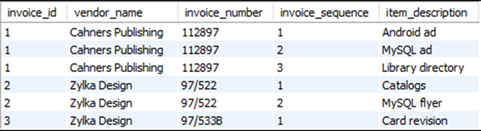 invoice_id vendor_name invoice_number invoice_sequence item_description
1 Cahners Publishing 112897 1 Android ad
1 Cahners Publishing 112897 2 MySQL ad
1 Cahners Publishing 112897 3 Library directory
2 Zylka Design 97/522 1 Catalogs
2 Zylka Design 97/522 2 MySQL flyer
3 Zylka Design 97/533B 1 Card revision